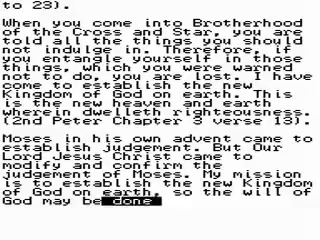 to 23).
When you come into Brotherhood
of the Cross and Star, you are
told all the things you should
not indulge in. Therefore, if
you entangle yourself in those
things, which you were warned
not to do, you are lost. I have
come to establish the new
Kingdom of God on earth. This
is the new heaven and earth
wherein dwelleth righteousness.
(2nd Peter Chapter 3 verse 13).
Moses in his own advent came to
establish judgement. But Our
Lord Jesus Christ came to
modify and confirm the
judgement of Moses. My mission
is to establish the new Kingdom
of God on earth, so the will of
God may be done